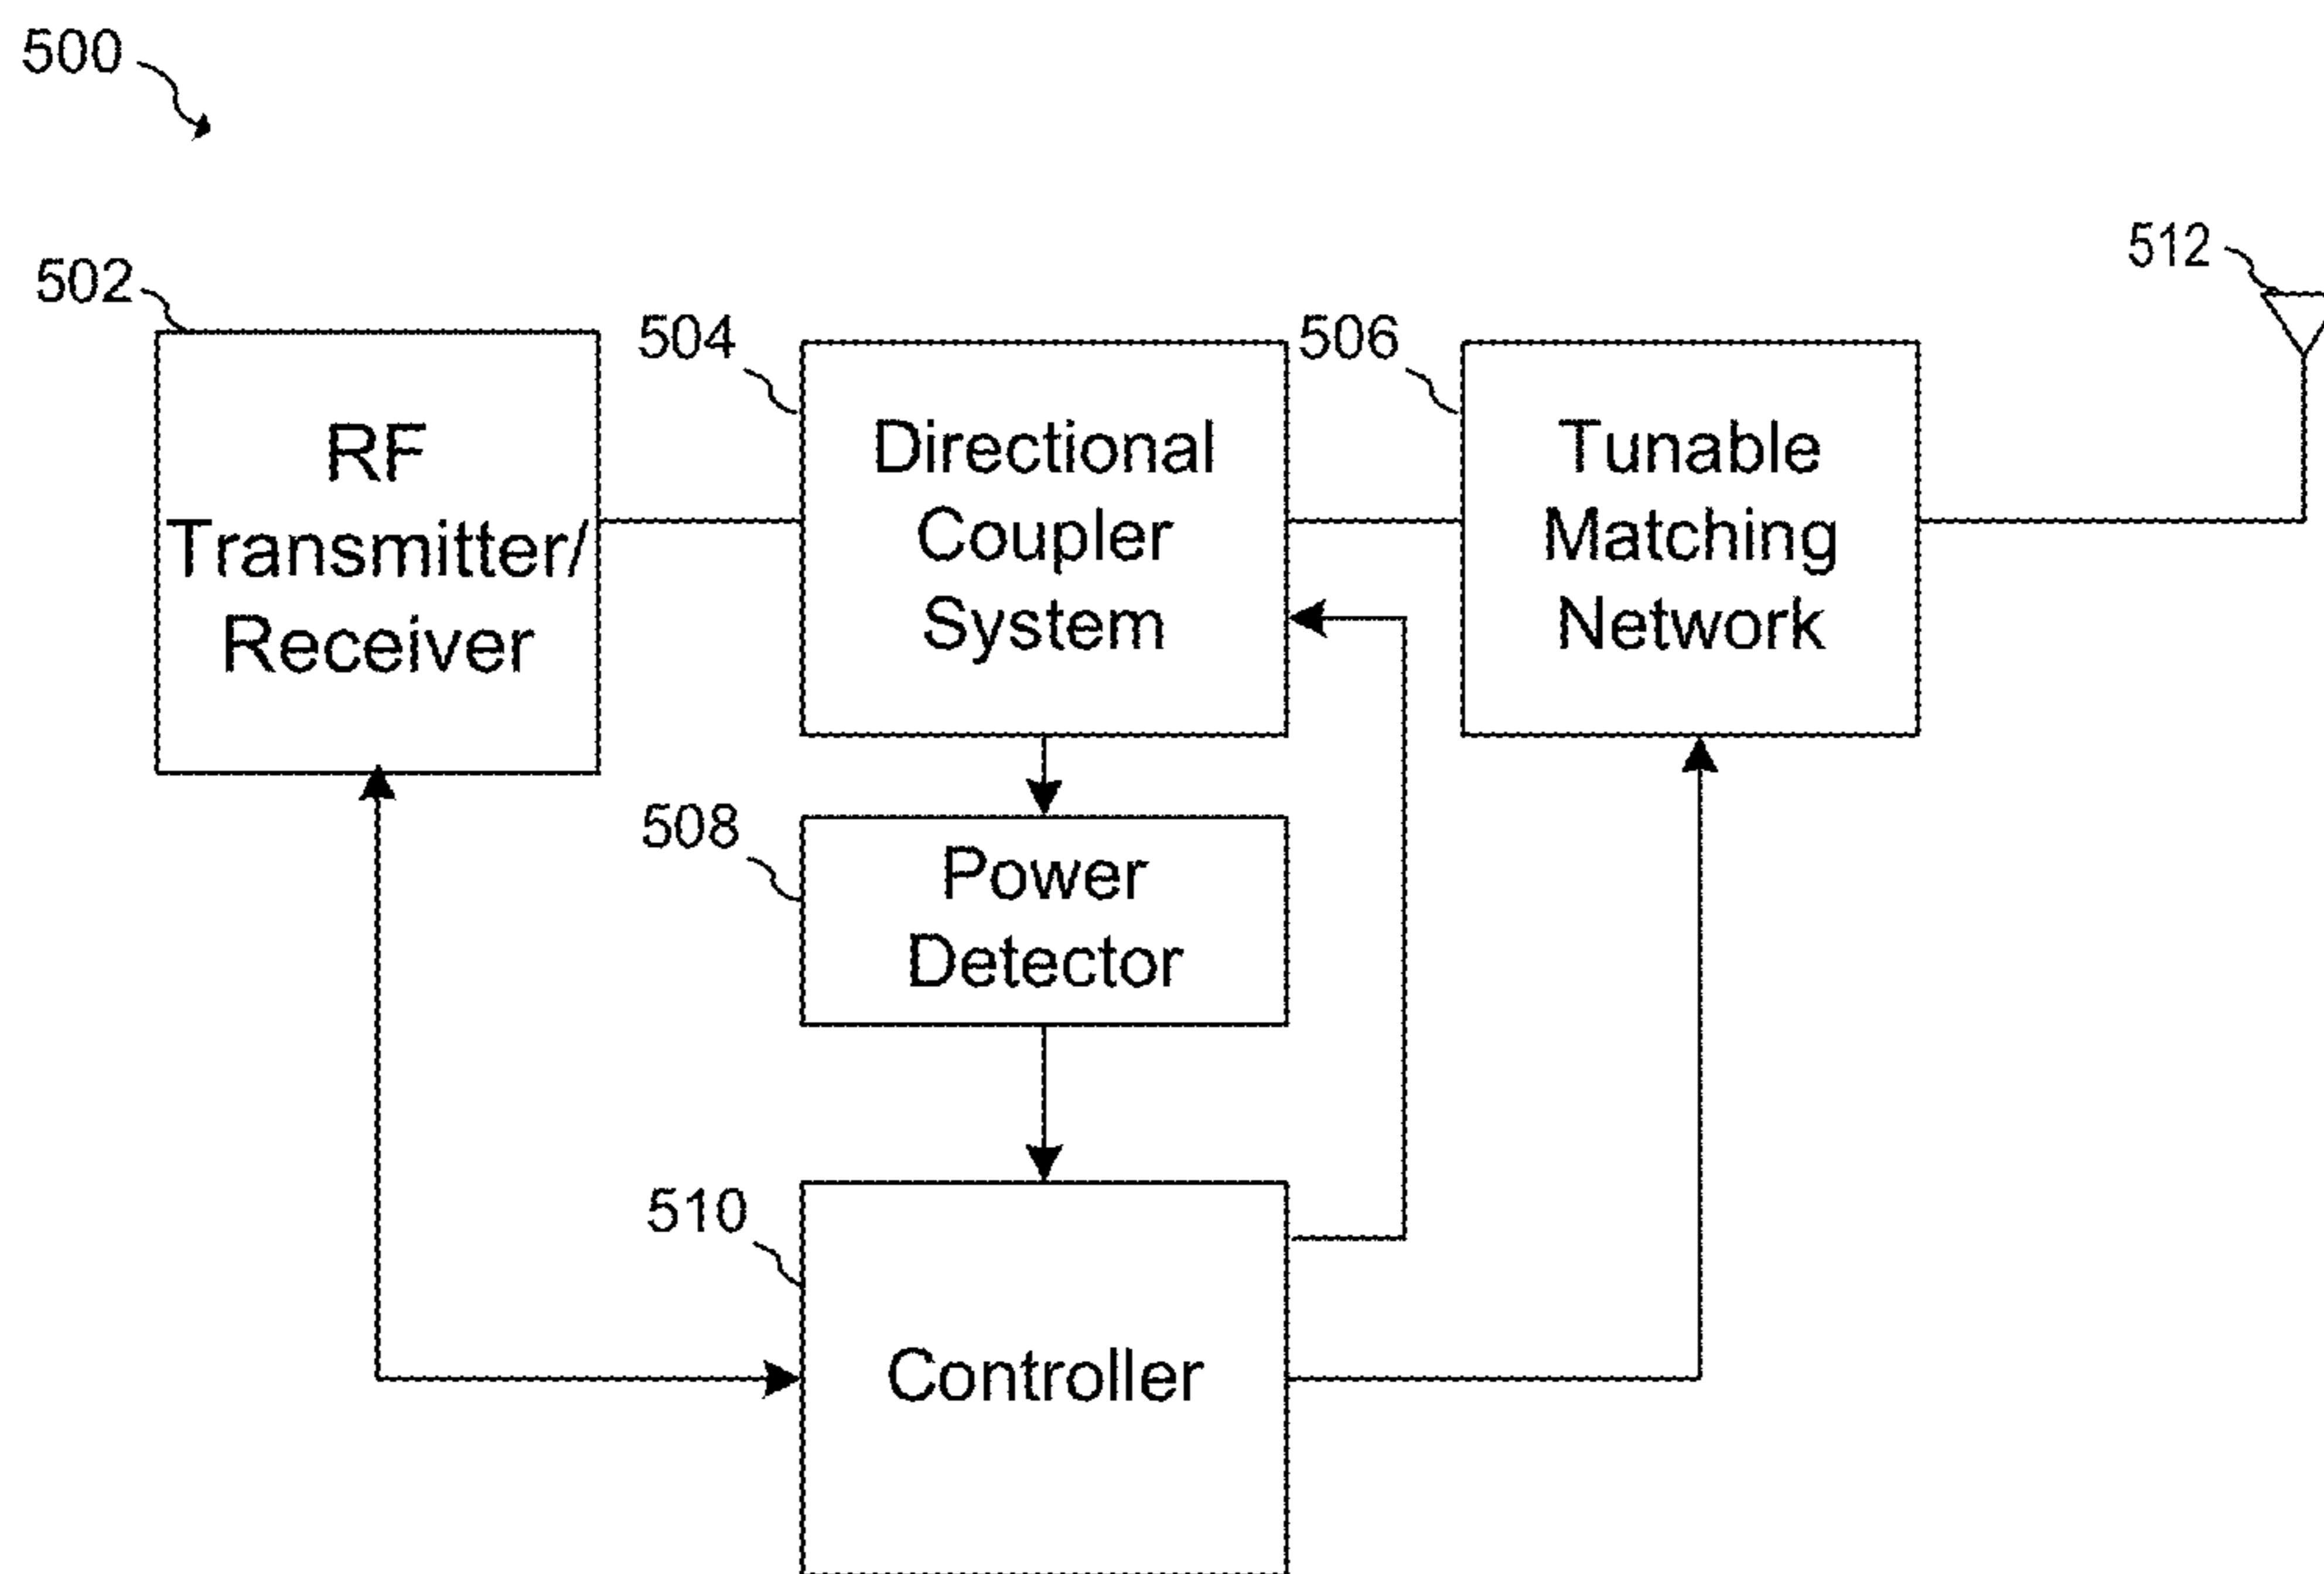 500
502
RF
Transmitter/
Receiver
504
Directional
Coupler
System
506
Tunable
Matching
Network
512
508
Power
Detector
510
Controller